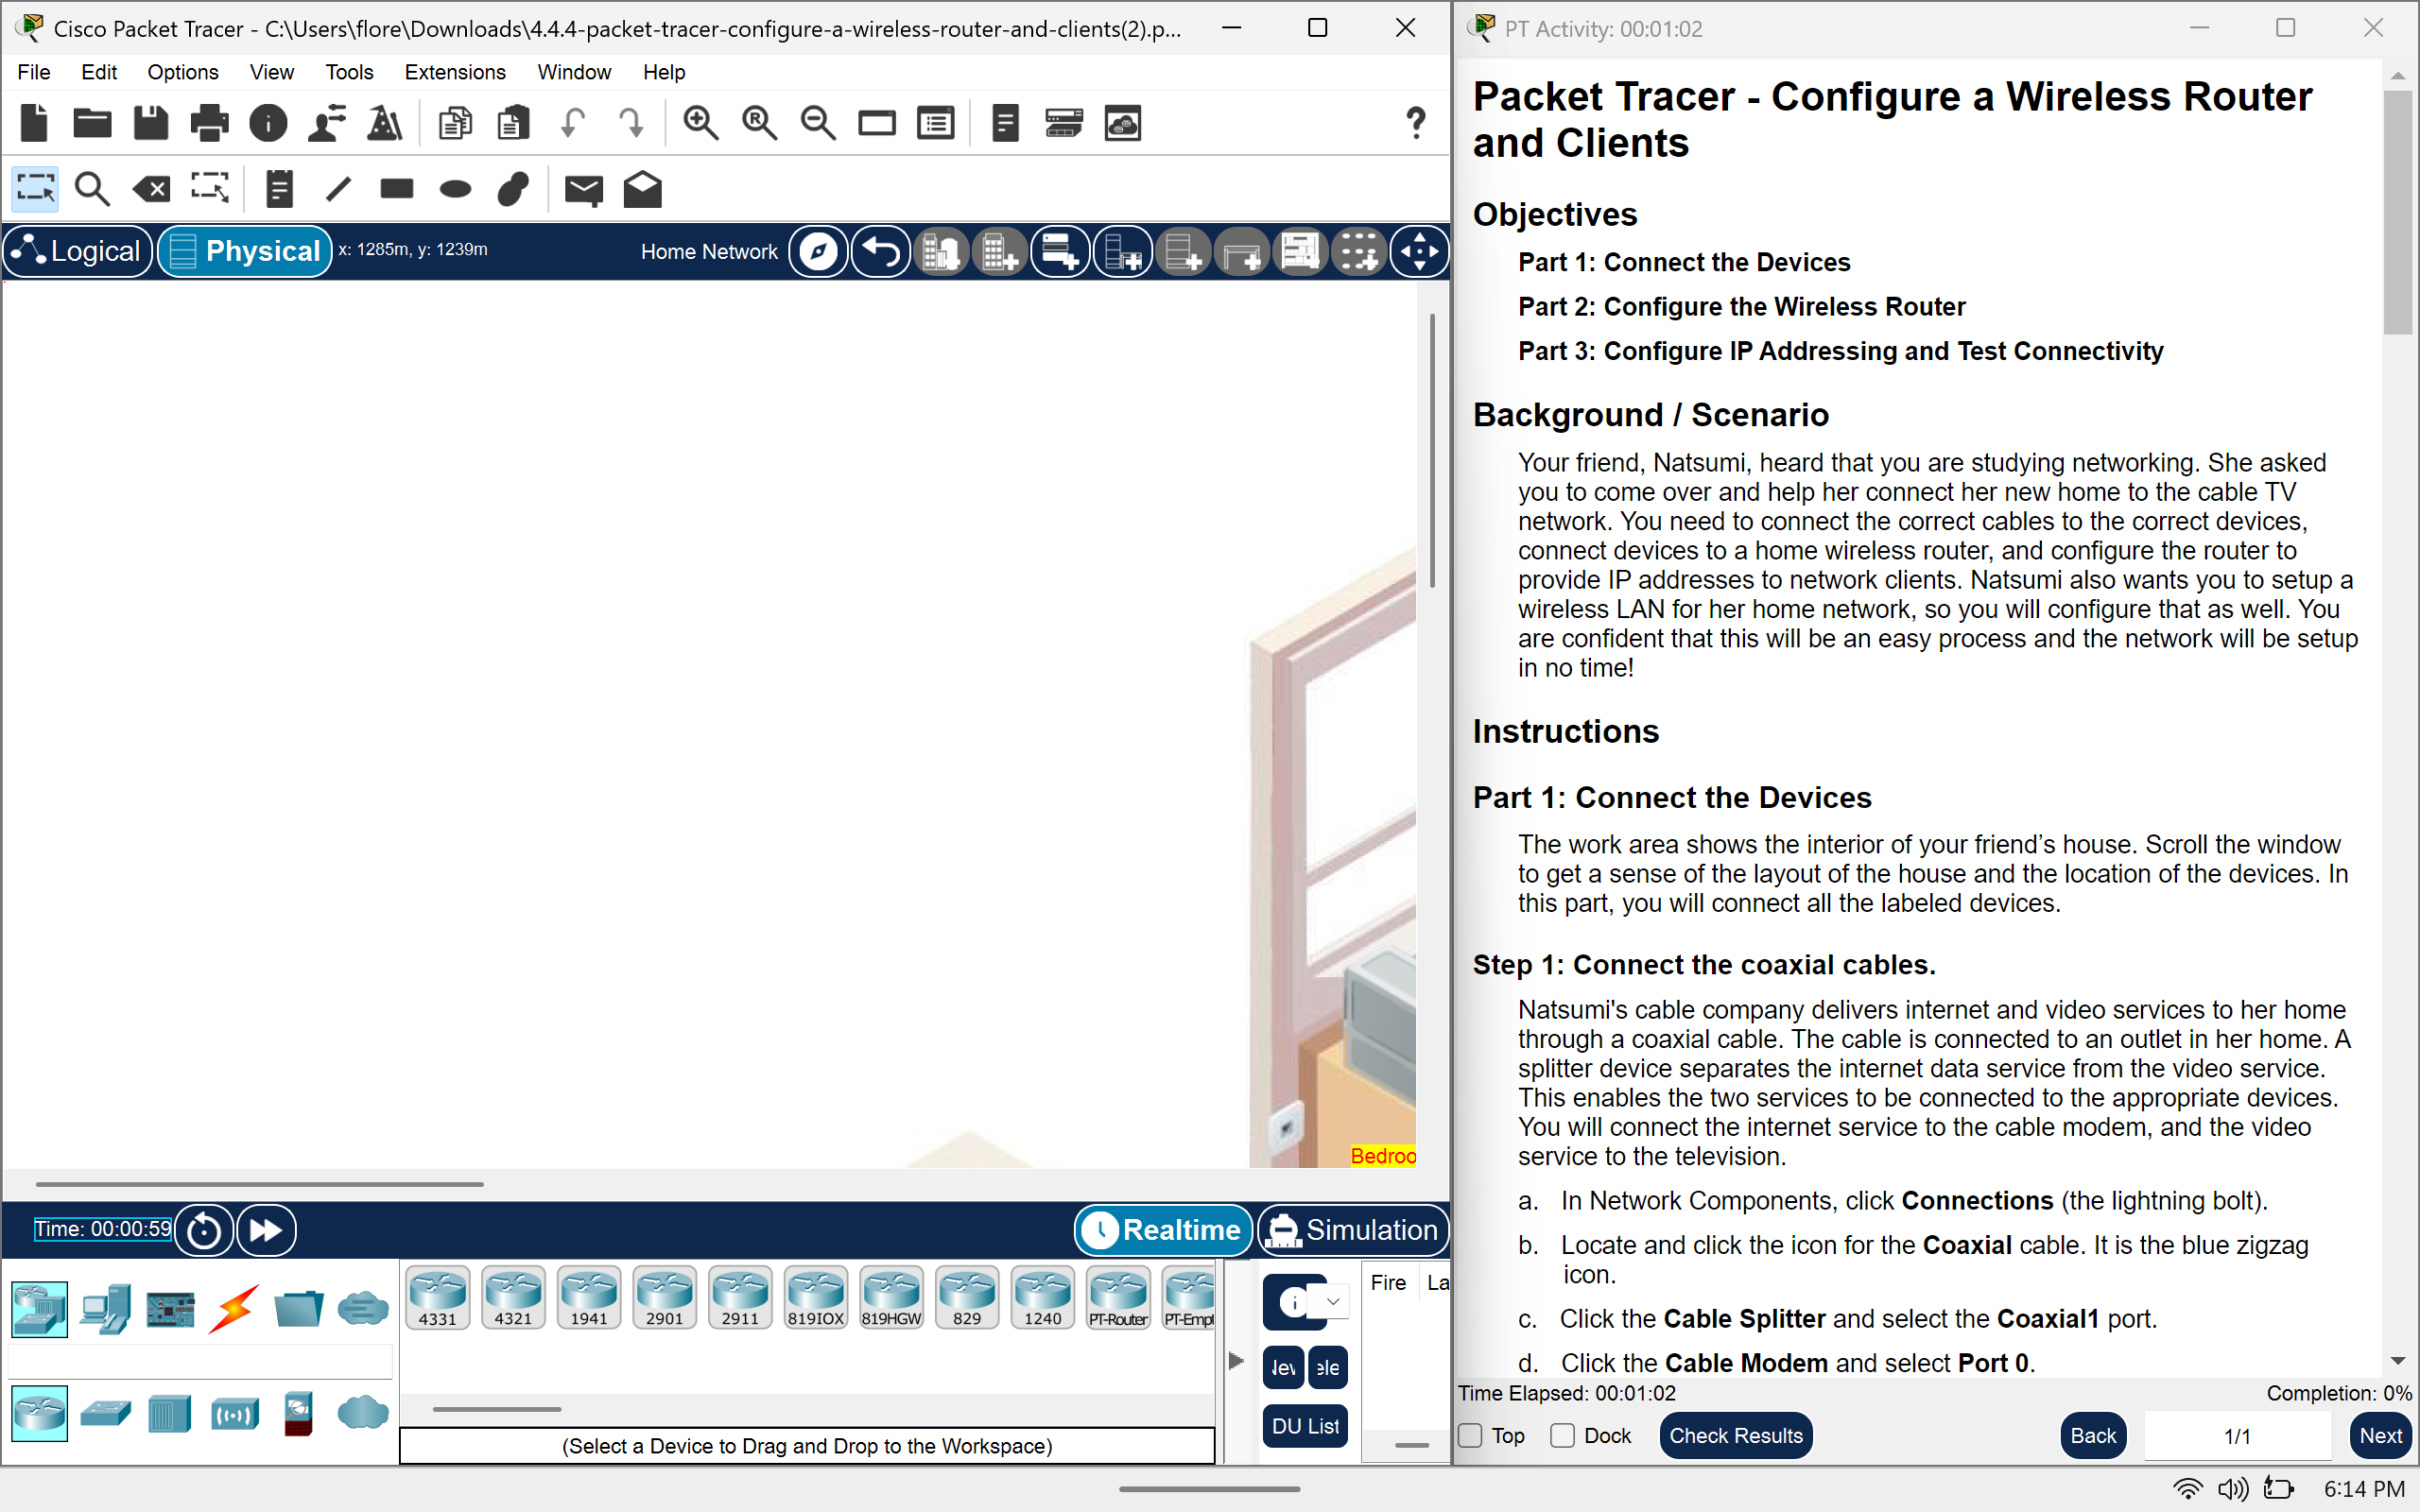 Cisco Packet Tracer - C:\Users\flore\Downloads\4.4.4-packet-tracer-configure-a-wireless-router-and-clients(2).p...
File Edit Options View Tools Extensions Window Help
Logical Physical x: 1285m, y: 1239m Home Network
Bedroo
Time: 00:00:59 Realtime Simulation
4331 4321 1941 2901 2911 819IOX 819HGW 829 1240 PT-Router PT-Empt
Fire La
DU List
(Select a Device to Drag and Drop to the Workspace)
PT Activity: 00:01:02
Packet Tracer - Configure a Wireless Router
and Clients
Objectives
Part 1: Connect the Devices
Part 2: Configure the Wireless Router
Part 3: Configure IP Addressing and Test Connectivity
Background / Scenario
Your friend, Natsumi, heard that you are studying networking. She asked
you to come over and help her connect her new home to the cable TV
network. You need to connect the correct cables to the correct devices,
connect devices to a home wireless router, and configure the router to
provide IP addresses to network clients. Natsumi also wants you to setup a
wireless LAN for her home network, so you will configure that as well. You
are confident that this will be an easy process and the network will be setup
in no time!
Instructions
Part 1: Connect the Devices
The work area shows the interior of your friend’s house. Scroll the window
to get a sense of the layout of the house and the location of the devices. In
this part, you will connect all the labeled devices.
Step 1: Connect the coaxial cables.
Natsumi's cable company delivers internet and video services to her home
through a coaxial cable. The cable is connected to an outlet in her home. A
splitter device separates the internet data service from the video service.
This enables the two services to be connected to the appropriate devices.
You will connect the internet service to the cable modem, and the video
service to the television.
a. In Network Components, click Connections (the lightning bolt).
b. Locate and click the icon for the Coaxial cable. It is the blue zigzag
icon.
c. Click the Cable Splitter and select the Coaxial1 port.
d. Click the Cable Modem and select Port 0.
Time Elapsed: 00:01:02 Completion: 0%
Top Dock Check Results Back 1/1 Next
6:14 PM